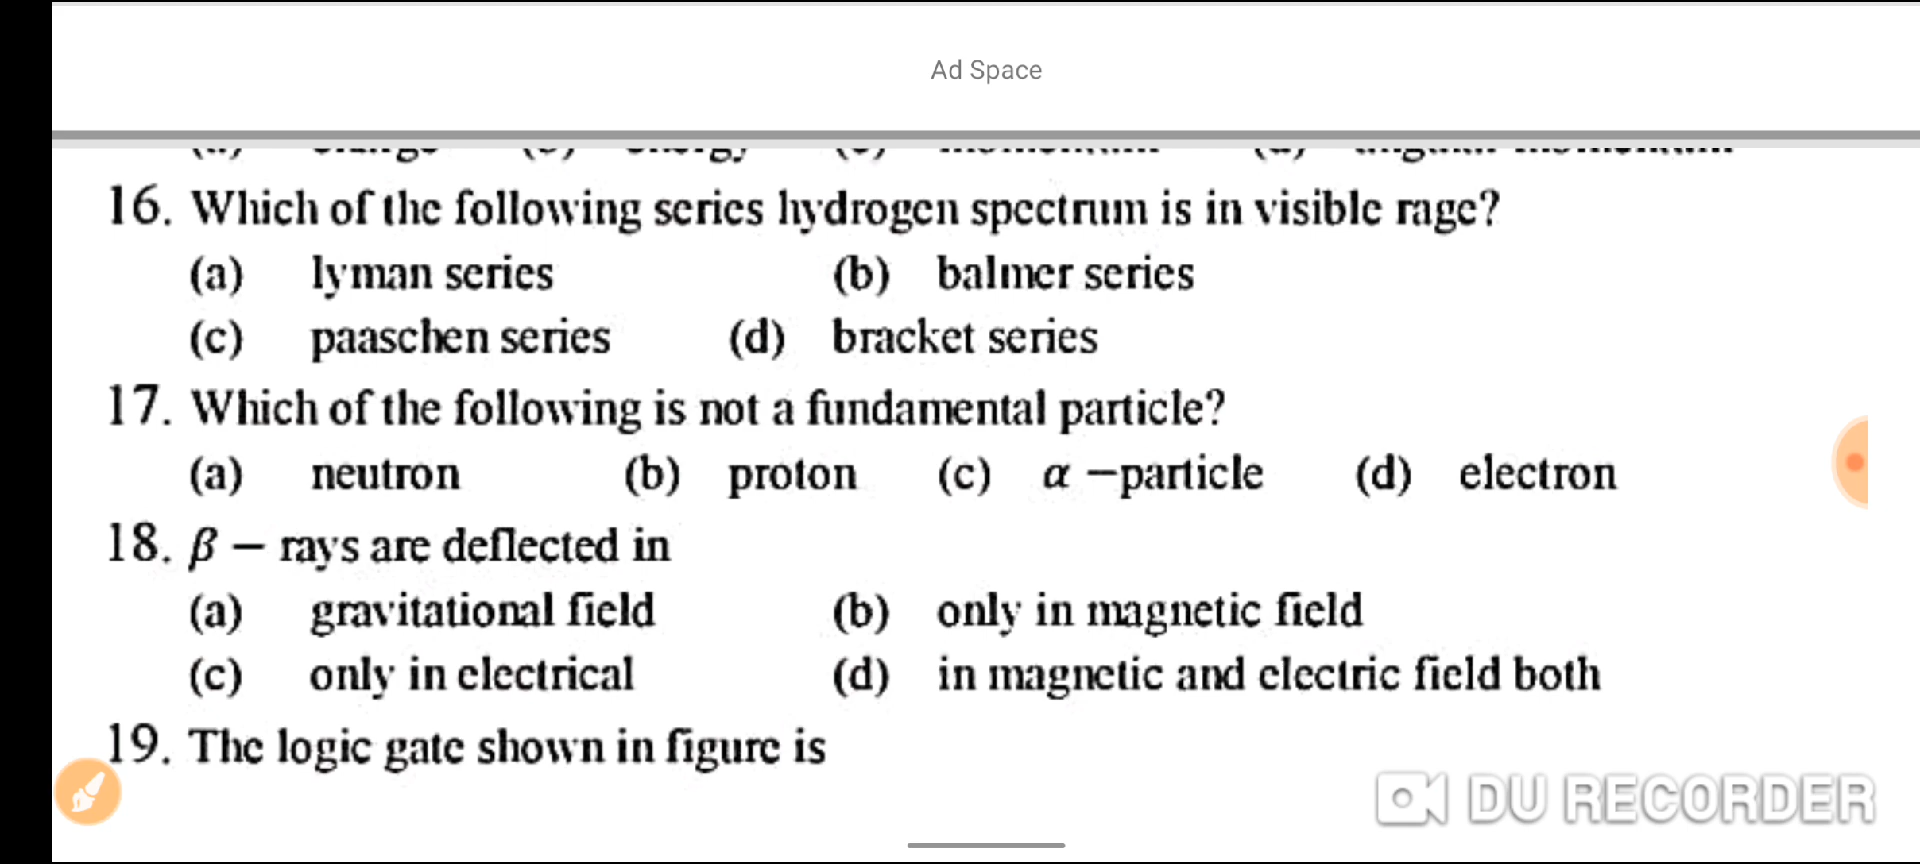 Ad Space
16. Which of the following series hydrogen spectrum is in visible rage?
(a) lyman series (b) balmer series
(c) paaschen series (d) bracket series
17. Which of the following is not a fundamental particle?
(a) neutron (b) proton (c) α –particle (d) electron
18. β – rays are deflected in
(a) gravitational field (b) only in magnetic field
(c) only in electrical (d) in magnetic and electric field both
19. The logic gate shown in figure is
DU RECORDER